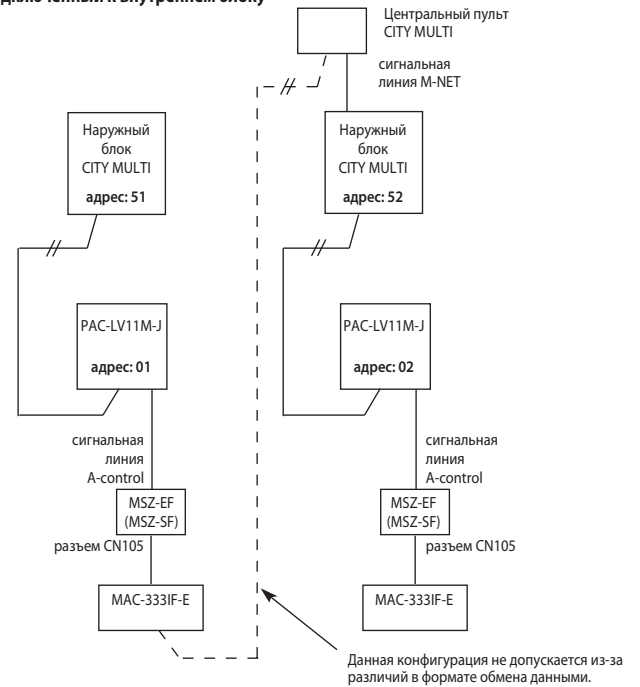 дключенный к внутреннем блоку
Центральный пульт
CITY MULTI
сигнальная
линия M-NET
Наружный
блок
CITY MULTI
адрес: 51
Наружный
блок
CITY MULTI
адрес: 52
PAC-LV11M-J
адрес: 01
PAC-LV11M-J
адрес: 02
сигнальная
линия
A-control
сигнальная
линия
A-control
MSZ-EF
(MSZ-SF)
MSZ-EF
(MSZ-SF)
разъем CN105
разъем CN105
MAC-333IF-E
MAC-333IF-E
Данная конфигурация не допускается из-за
различий в формате обмена данными.